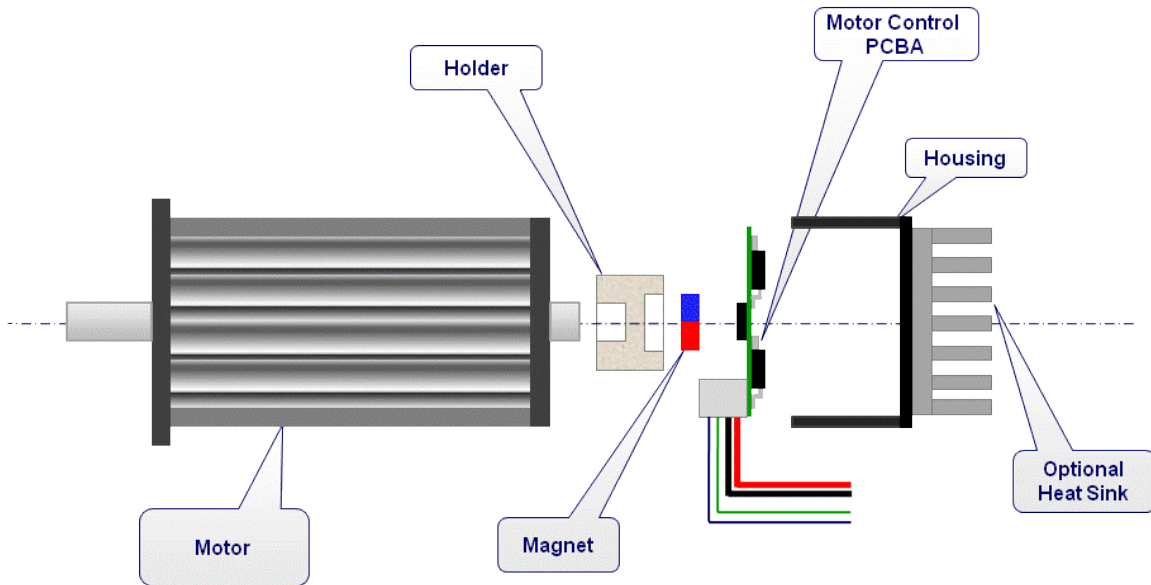 Motor Control
PCBA
Holder
Housing
Optional
Heat Sink
Motor
Magnet